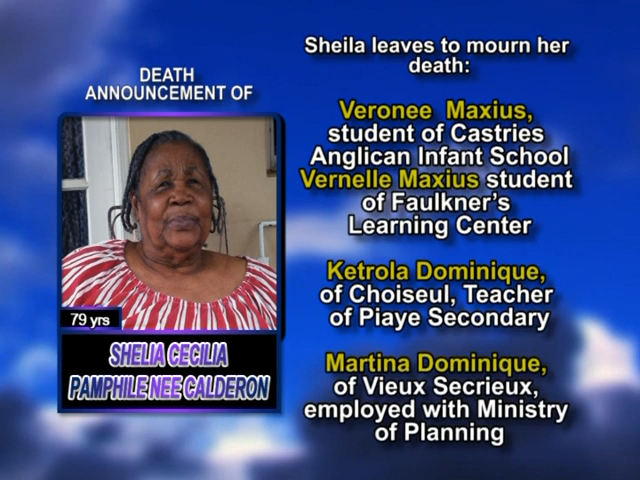 DEATH
ANNOUNCEMENT OF
79 yrs
SHELIA CECILIA
PAMPHILE NEE CALDERON
Sheila leaves to mourn her
death:
Veronee Maxius,
student of Castries
Anglican Infant School
Vernelle Maxius student
of Faulkner's
Learning Center
Ketrola Dominique,
of Choiseul, Teacher
of Piaye Secondary
Martina Dominique,
of Vieux Secrieux,
employed with Ministry
of Planning